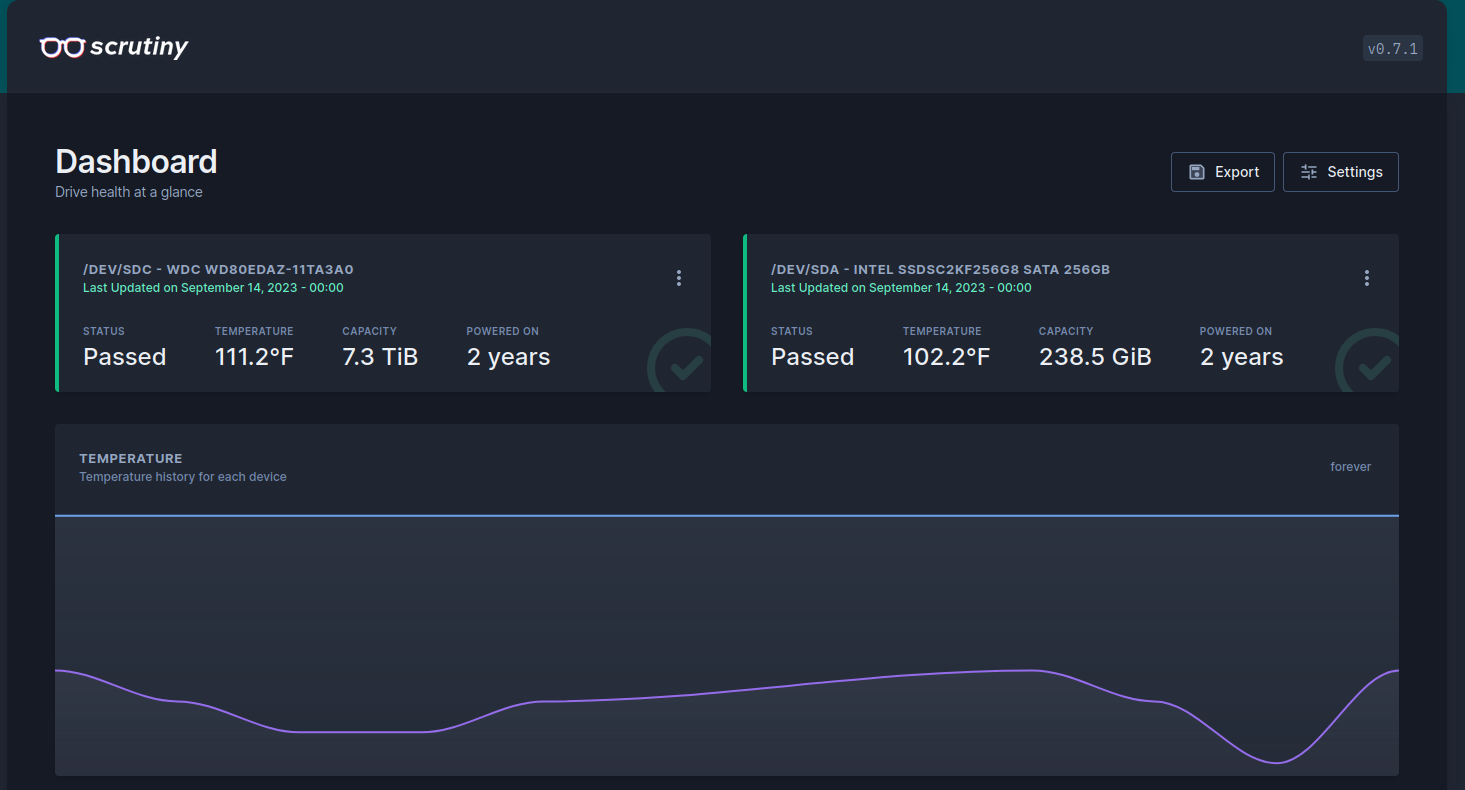 scrutiny
v0.7.1
Dashboard
Drive health at a glance
Export
Settings
/DEV/SDC - WDC WD80EDAZ-11TA3A0
Last Updated on September 14, 2023 - 00:00
STATUS TEMPERATURE CAPACITY POWERED ON
Passed 111.2°F 7.3 TiB 2 years
/DEV/SDA - INTEL SSDSC2KF256G8 SATA 256GB
Last Updated on September 14, 2023 - 00:00
STATUS TEMPERATURE CAPACITY POWERED ON
Passed 102.2°F 238.5 GiB 2 years
TEMPERATURE
Temperature history for each device
forever